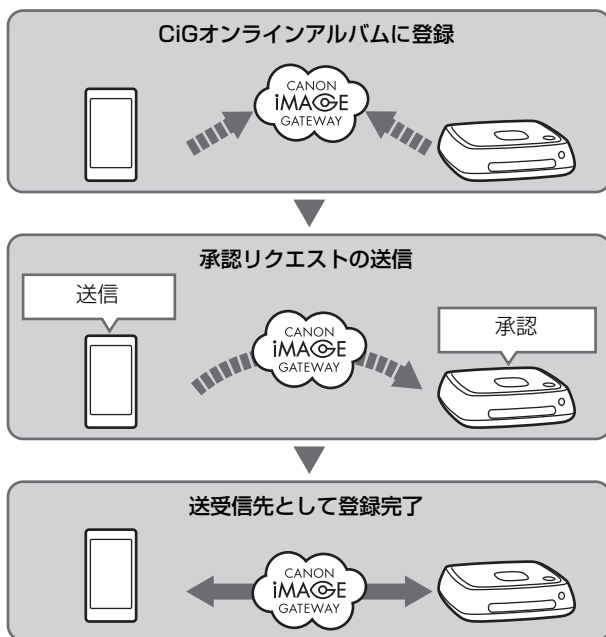 CiGオンラインアルバムに登録
CANON
iMAGE
GATEWAY
承認リクエストの送信
送信
承認
CANON
iMAGE
GATEWAY
送受信先として登録完了
CANON
iMAGE
GATEWAY